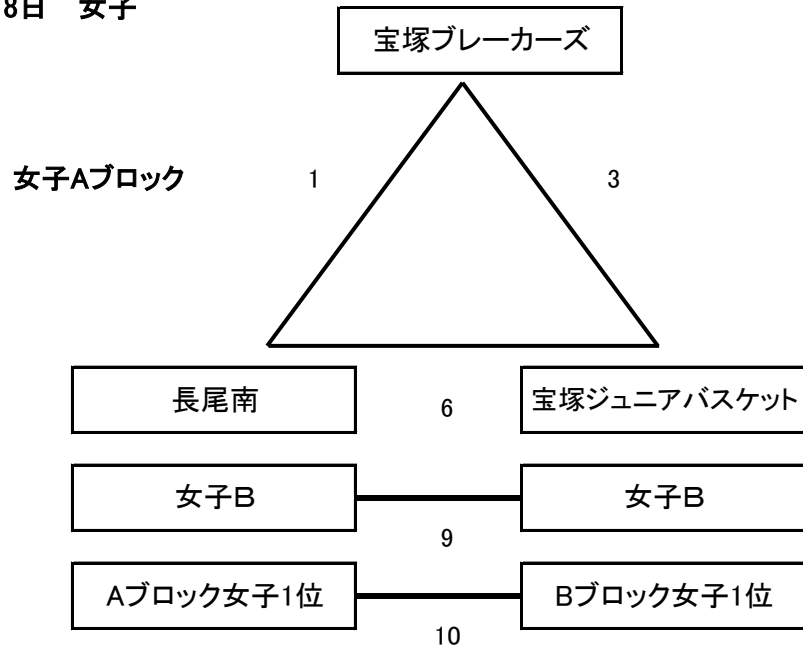 8日 女子
宝塚ブレーカーズ
女子Aブロック
1
3
長尾南
6
宝塚ジュニアバスケット
女子B
女子B
9
Aブロック女子1位
Bブロック女子1位
10